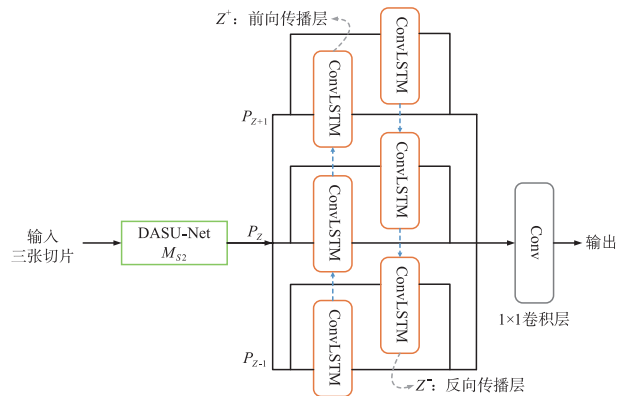 Z⁺：前向传播层
ConvLSTM
ConvLSTM
P_{Z+1}
ConvLSTM
ConvLSTM
输入
三张切片
DASU-Net
M_{S2}
P_Z
Conv
输出
1×1卷积层
ConvLSTM
ConvLSTM
P_{Z-1}
Z⁻：反向传播层